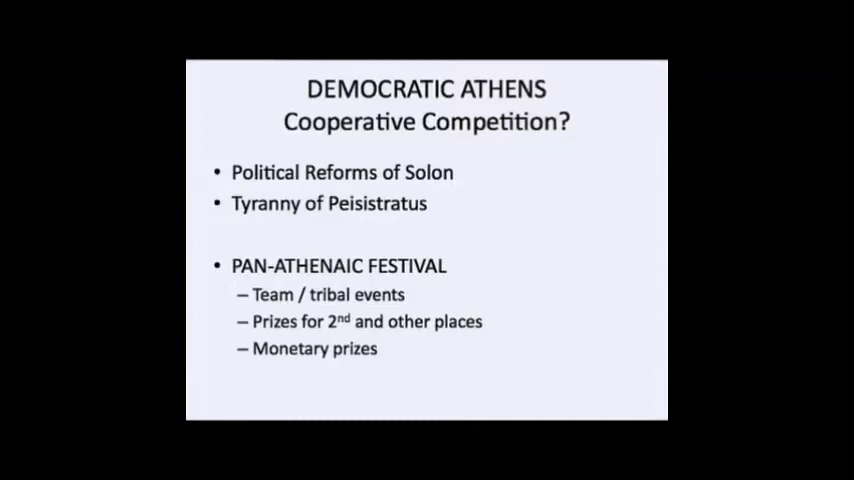 DEMOCRATIC ATHENS
Cooperative Competition?
• Political Reforms of Solon
• Tyranny of Peisistratus
• PAN-ATHENAIC FESTIVAL
– Team / tribal events
– Prizes for 2nd and other places
– Monetary prizes